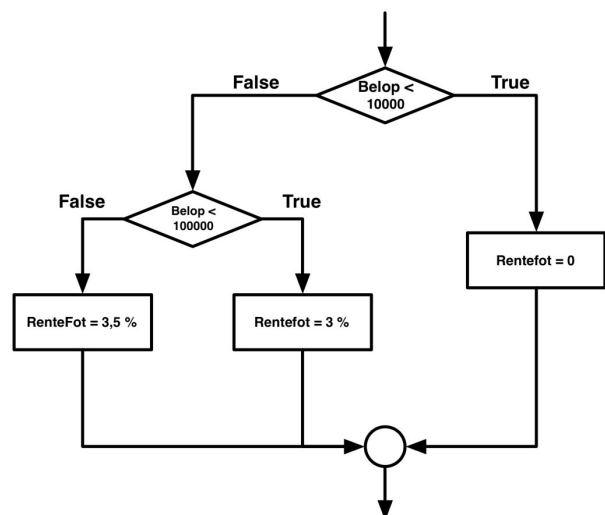 False
Belop <
10000
True
False
Belop <
100000
True
Rentefot = 0
RenteFot = 3,5 %
Rentefot = 3 %